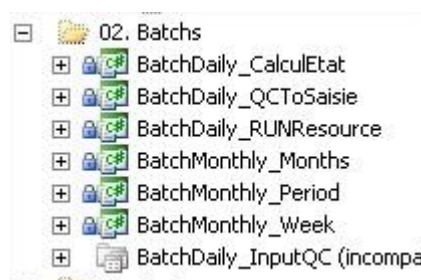 02. Batchs
BatchDaily_CalculEtat
BatchDaily_QCToSaisie
BatchDaily_RUNResource
BatchMonthly_Months
BatchMonthly_Period
BatchMonthly_Week
BatchDaily_InputQC (incompa